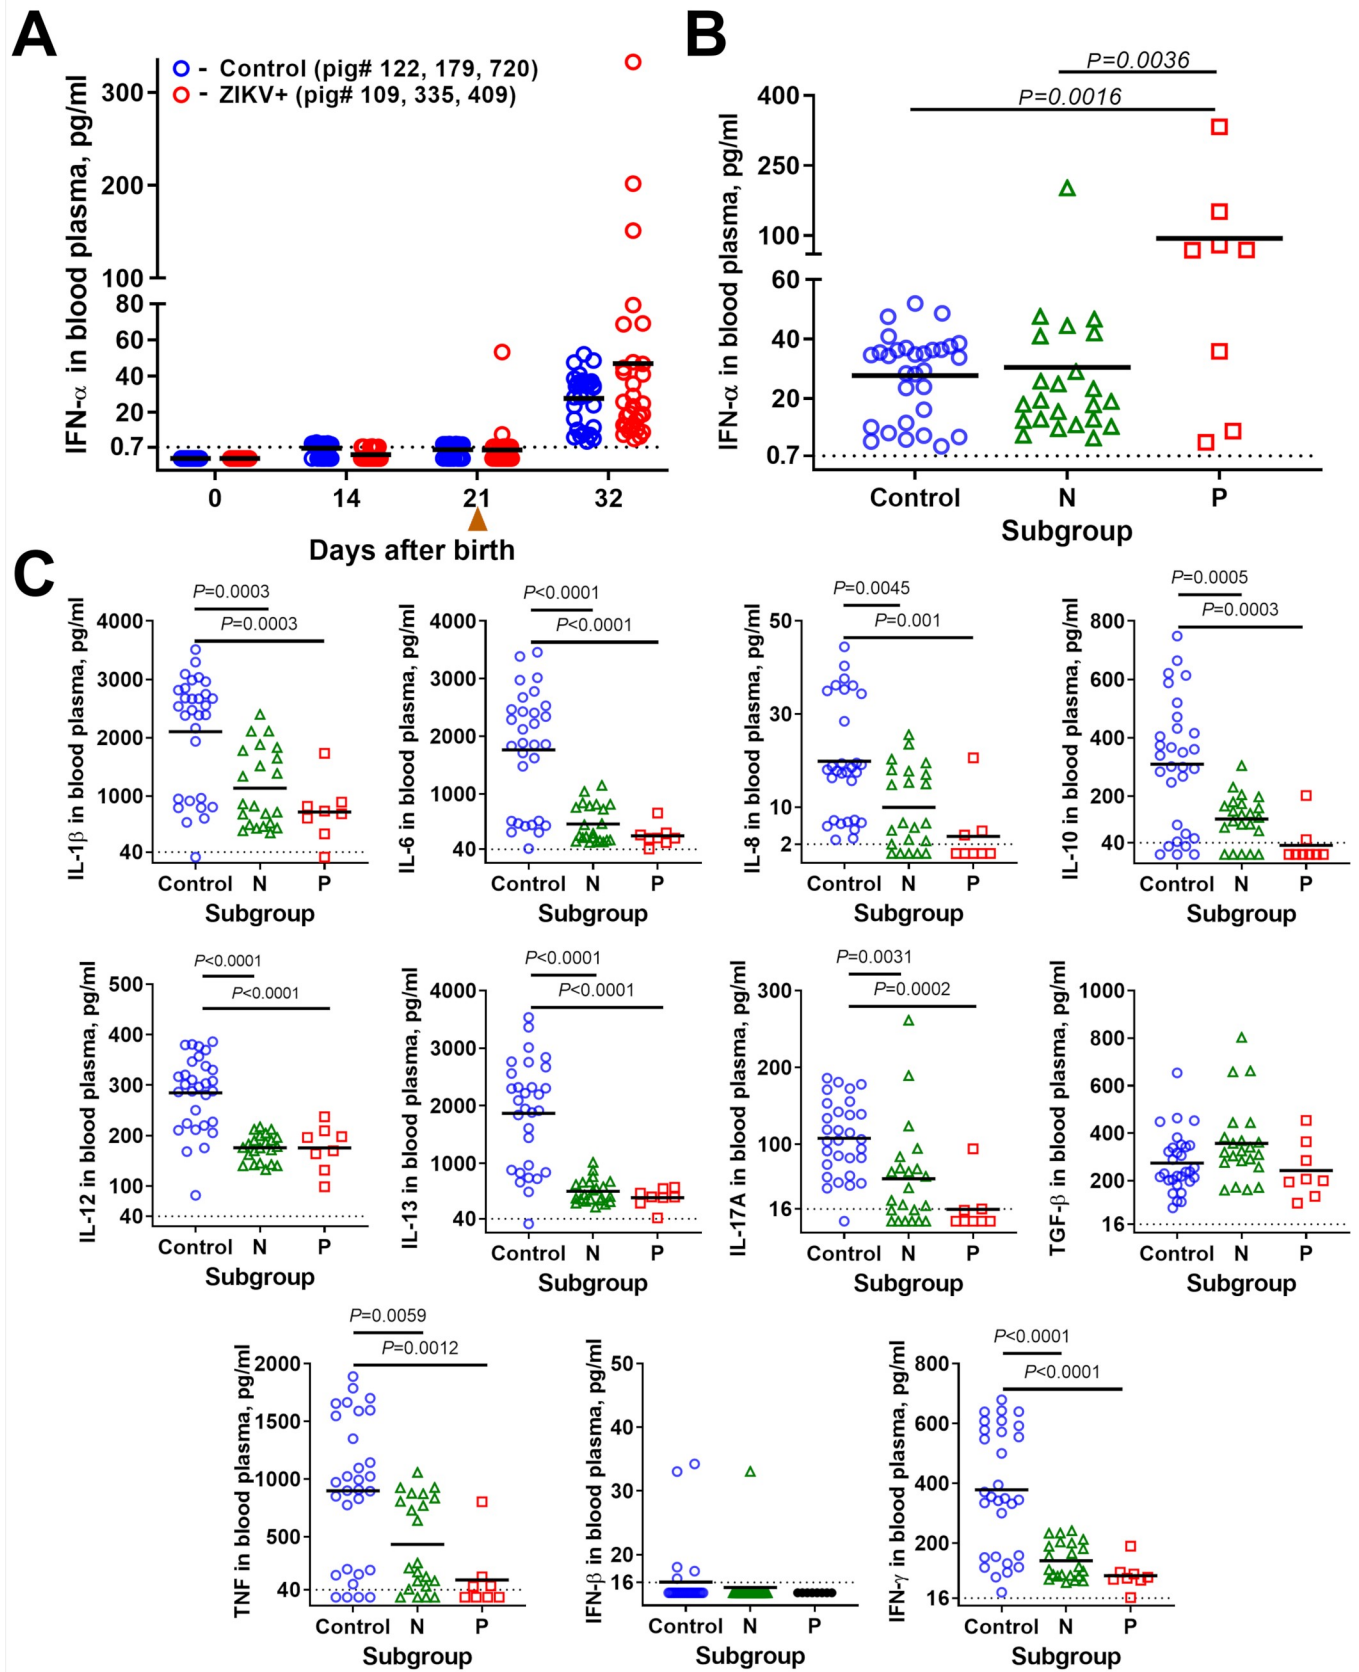 A
IFN-α in blood plasma, pg/ml
- Control (pig# 122, 179, 720)
- ZIKV+ (pig# 109, 335, 409)
300
200
100
80
60
40
20
0.7
0 14 21 32
Days after birth
B
IFN-α in blood plasma, pg/ml
P=0.0036
P=0.0016
400
250
100
60
40
20
0.7
Control N P
Subgroup
C
IL-1β in blood plasma, pg/ml
P=0.0003
P=0.0003
4000
3000
2000
1000
40
Control N P
Subgroup
IL-6 in blood plasma, pg/ml
P<0.0001
P<0.0001
4000
3000
2000
1000
40
Control N P
Subgroup
IL-8 in blood plasma, pg/ml
P=0.0045
P=0.001
50
30
10
2
Control N P
Subgroup
IL-10 in blood plasma, pg/ml
P=0.0005
P=0.0003
800
600
400
200
40
Control N P
Subgroup
IL-12 in blood plasma, pg/ml
P<0.0001
P<0.0001
500
400
300
200
100
40
Control N P
Subgroup
IL-13 in blood plasma, pg/ml
P<0.0001
P<0.0001
4000
3000
2000
1000
40
Control N P
Subgroup
IL-17A in blood plasma, pg/ml
P=0.0031
P=0.0002
300
200
100
16
Control N P
Subgroup
TGF-β in blood plasma, pg/ml
1000
800
600
400
200
16
Control N P
Subgroup
TNF in blood plasma, pg/ml
P=0.0059
P=0.0012
2000
1500
1000
500
40
Control N P
Subgroup
IFN-β in blood plasma, pg/ml
50
40
30
20
16
Control N P
Subgroup
IFN-γ in blood plasma, pg/ml
P<0.0001
P<0.0001
800
600
400
200
16
Control N P
Subgroup